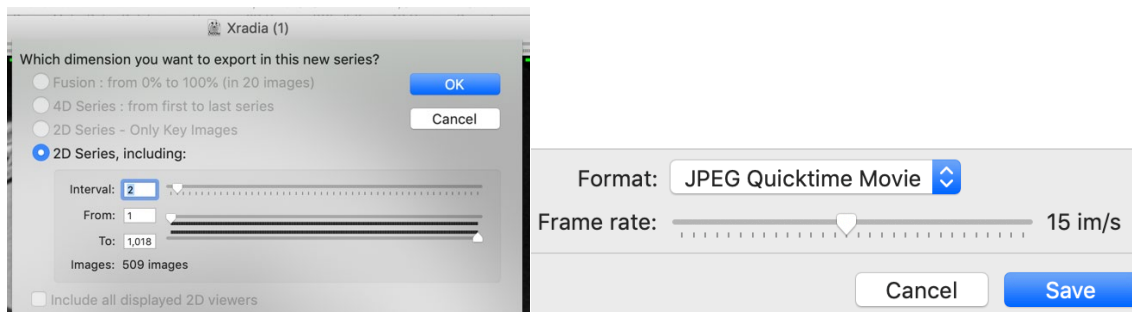 Xradia (1)
Which dimension you want to export in this new series?
Fusion : from 0% to 100% (in 20 images)
OK
4D Series : from first to last series
Cancel
2D Series - Only Key Images
2D Series, including:
Interval: 2
From: 1
To: 1,018
Images: 509 images
Include all displayed 2D viewers
Format: JPEG Quicktime Movie
Frame rate: 15 im/s
Cancel Save